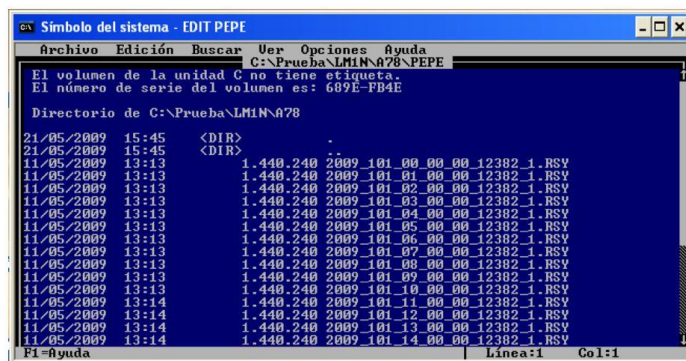 Símbolo del sistema - EDIT PEPE
Archivo Edición Buscar Ver Opciones Ayuda
C:\Prueba\LM1N\A78\PEPE
El volumen de la unidad C no tiene etiqueta.
El número de serie del volumen es: 689E-FB4E
Directorio de C:\Prueba\LM1N\A78
21/05/2009 15:45 <DIR> .
21/05/2009 15:45 <DIR> ..
11/05/2009 13:13 1.440.240 2009_101_00_00_00_12382_1.RSY
11/05/2009 13:13 1.440.240 2009_101_01_00_00_12382_1.RSY
11/05/2009 13:13 1.440.240 2009_101_02_00_00_12382_1.RSY
11/05/2009 13:13 1.440.240 2009_101_03_00_00_12382_1.RSY
11/05/2009 13:13 1.440.240 2009_101_04_00_00_12382_1.RSY
11/05/2009 13:13 1.440.240 2009_101_05_00_00_12382_1.RSY
11/05/2009 13:13 1.440.240 2009_101_06_00_00_12382_1.RSY
11/05/2009 13:13 1.440.240 2009_101_07_00_00_12382_1.RSY
11/05/2009 13:13 1.440.240 2009_101_08_00_00_12382_1.RSY
11/05/2009 13:13 1.440.240 2009_101_09_00_00_12382_1.RSY
11/05/2009 13:13 1.440.240 2009_101_10_00_00_12382_1.RSY
11/05/2009 13:14 1.440.240 2009_101_11_00_00_12382_1.RSY
11/05/2009 13:14 1.440.240 2009_101_12_00_00_12382_1.RSY
11/05/2009 13:14 1.440.240 2009_101_13_00_00_12382_1.RSY
11/05/2009 13:14 1.440.240 2009_101_14_00_00_12382_1.RSY
F1=Ayuda Línea:1 Col:1